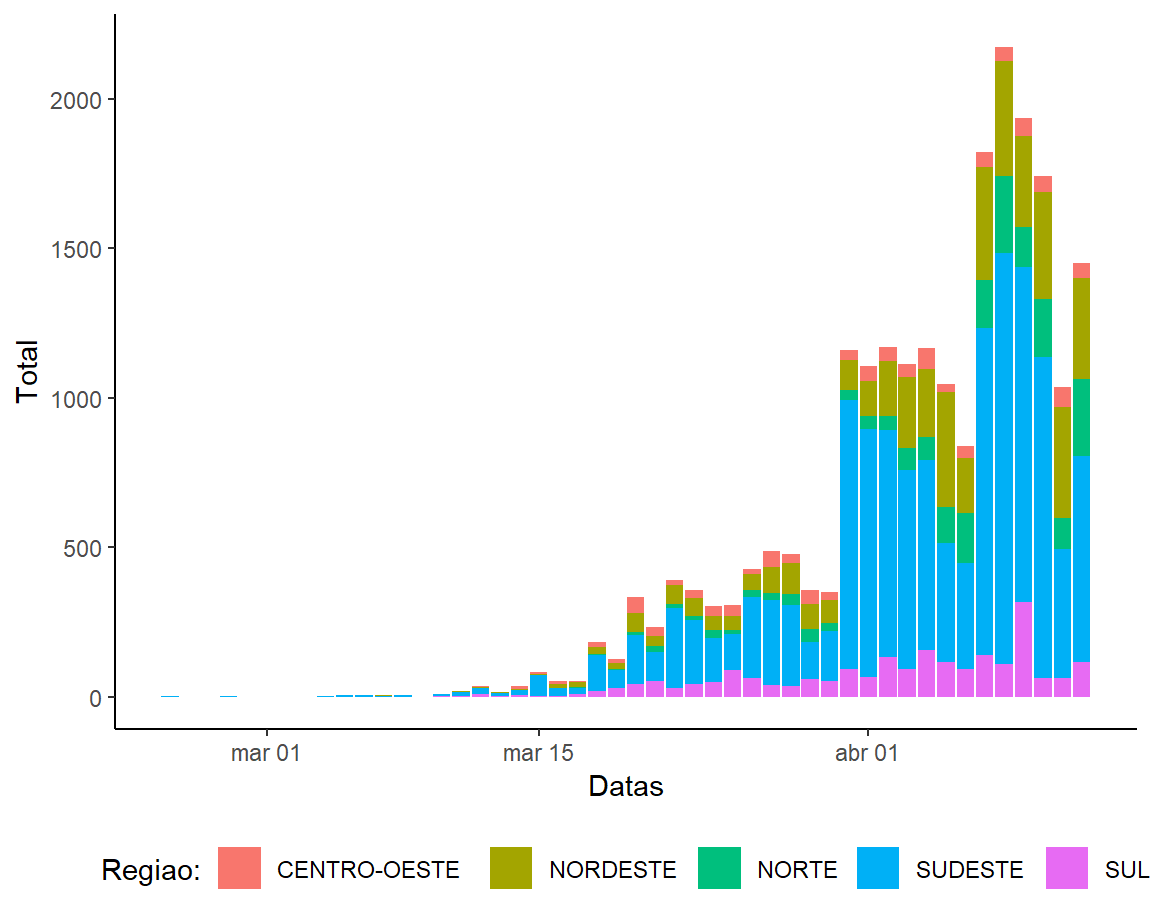 Total
2000
1500
1000
500
0
mar 01
mar 15
abr 01
Datas
Regiao: CENTRO-OESTE NORDESTE NORTE SUDESTE SUL